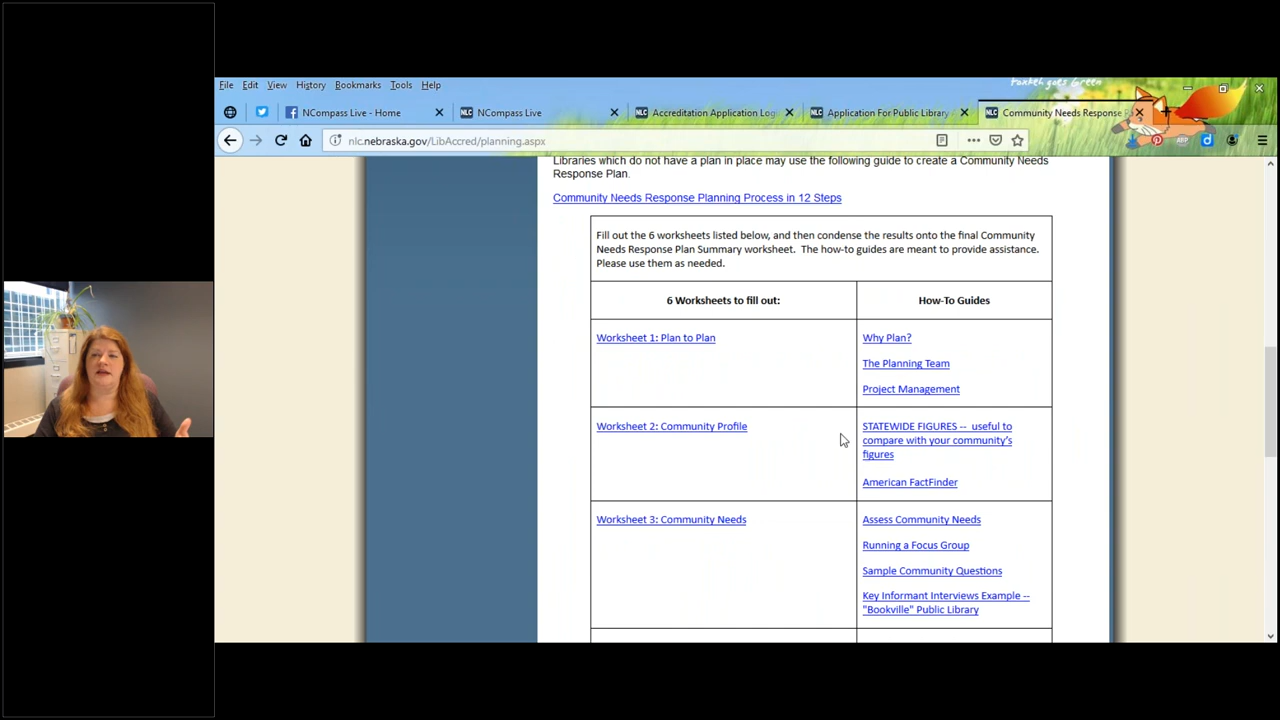 foxkeh goes Green
File Edit View History Bookmarks Tools Help
NCompass Live - Home
NCompass Live
Accreditation Application Log
Application For Public Library
Community Needs Response P
nlc.nebraska.gov/LibAccred/planning.aspx
Libraries which do not have a plan in place may use the following guide to create a Community Needs
Response Plan.
Community Needs Response Planning Process in 12 Steps
Fill out the 6 worksheets listed below, and then condense the results onto the final Community
Needs Response Plan Summary worksheet. The how-to guides are meant to provide assistance.
Please use them as needed.
6 Worksheets to fill out:
How-To Guides
Worksheet 1: Plan to Plan
Why Plan?
The Planning Team
Project Management
Worksheet 2: Community Profile
STATEWIDE FIGURES -- useful to
compare with your community's
figures
American FactFinder
Worksheet 3: Community Needs
Assess Community Needs
Running a Focus Group
Sample Community Questions
Key Informant Interviews Example --
"Bookville" Public Library